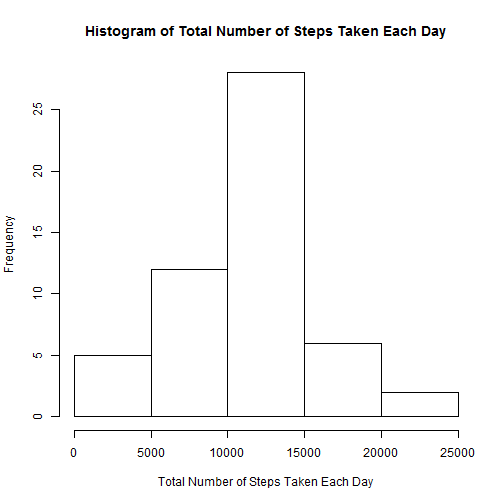 Histogram of Total Number of Steps Taken Each Day
Frequency
25
20
15
10
5
0
0 5000 10000 15000 20000 25000
Total Number of Steps Taken Each Day